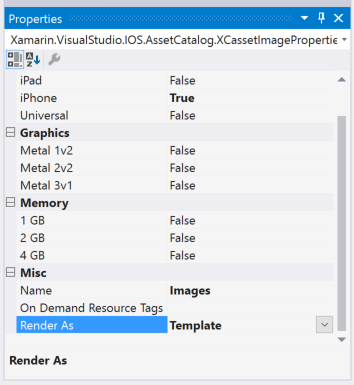 Properties
Xamarin.VisualStudio.IOS.AssetCatalog.XCassetImagePropertie
iPad False
iPhone True
Universal False
Graphics
Metal 1v2 False
Metal 2v2 False
Metal 3v1 False
Memory
1 GB False
2 GB False
4 GB False
Misc
Name Images
On Demand Resource Tags
Render As Template
Render As